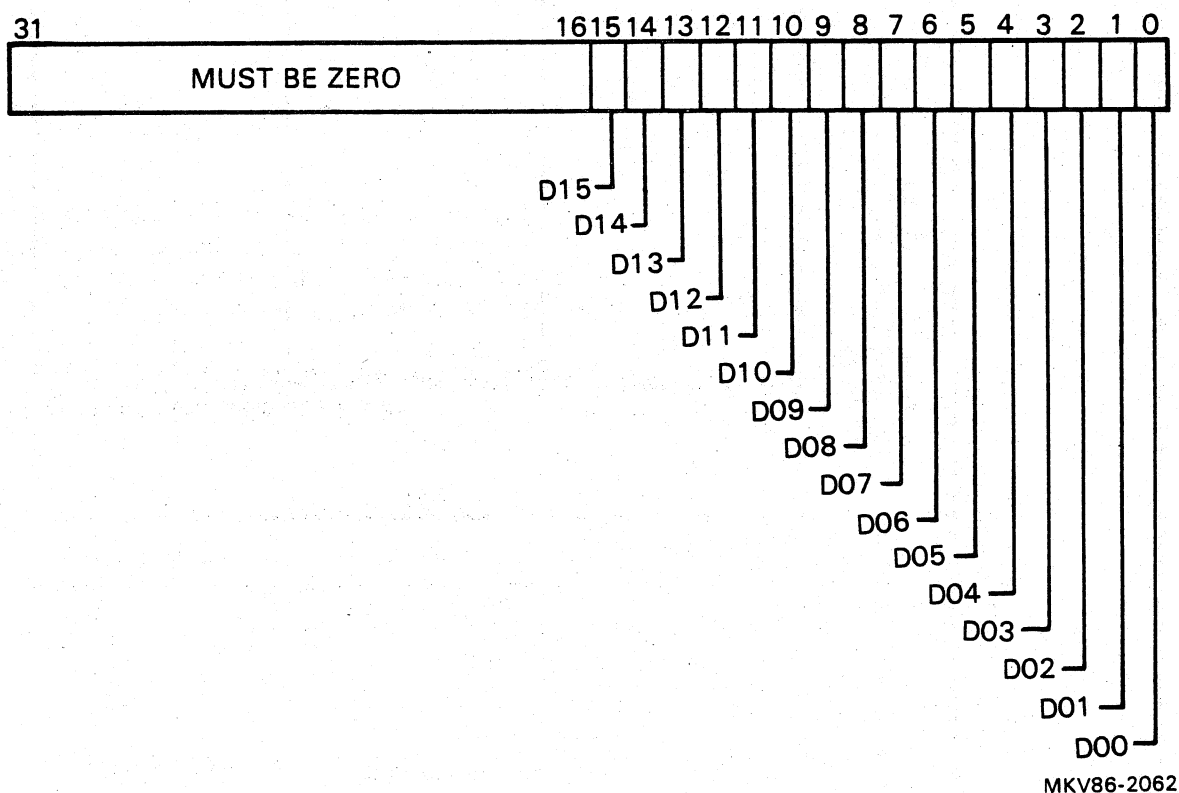 31 16 15 14 13 12 11 10 9 8 7 6 5 4 3 2 1 0
MUST BE ZERO
D15
D14
D13
D12
D11
D10
D09
D08
D07
D06
D05
D04
D03
D02
D01
D00
MKV86-2062